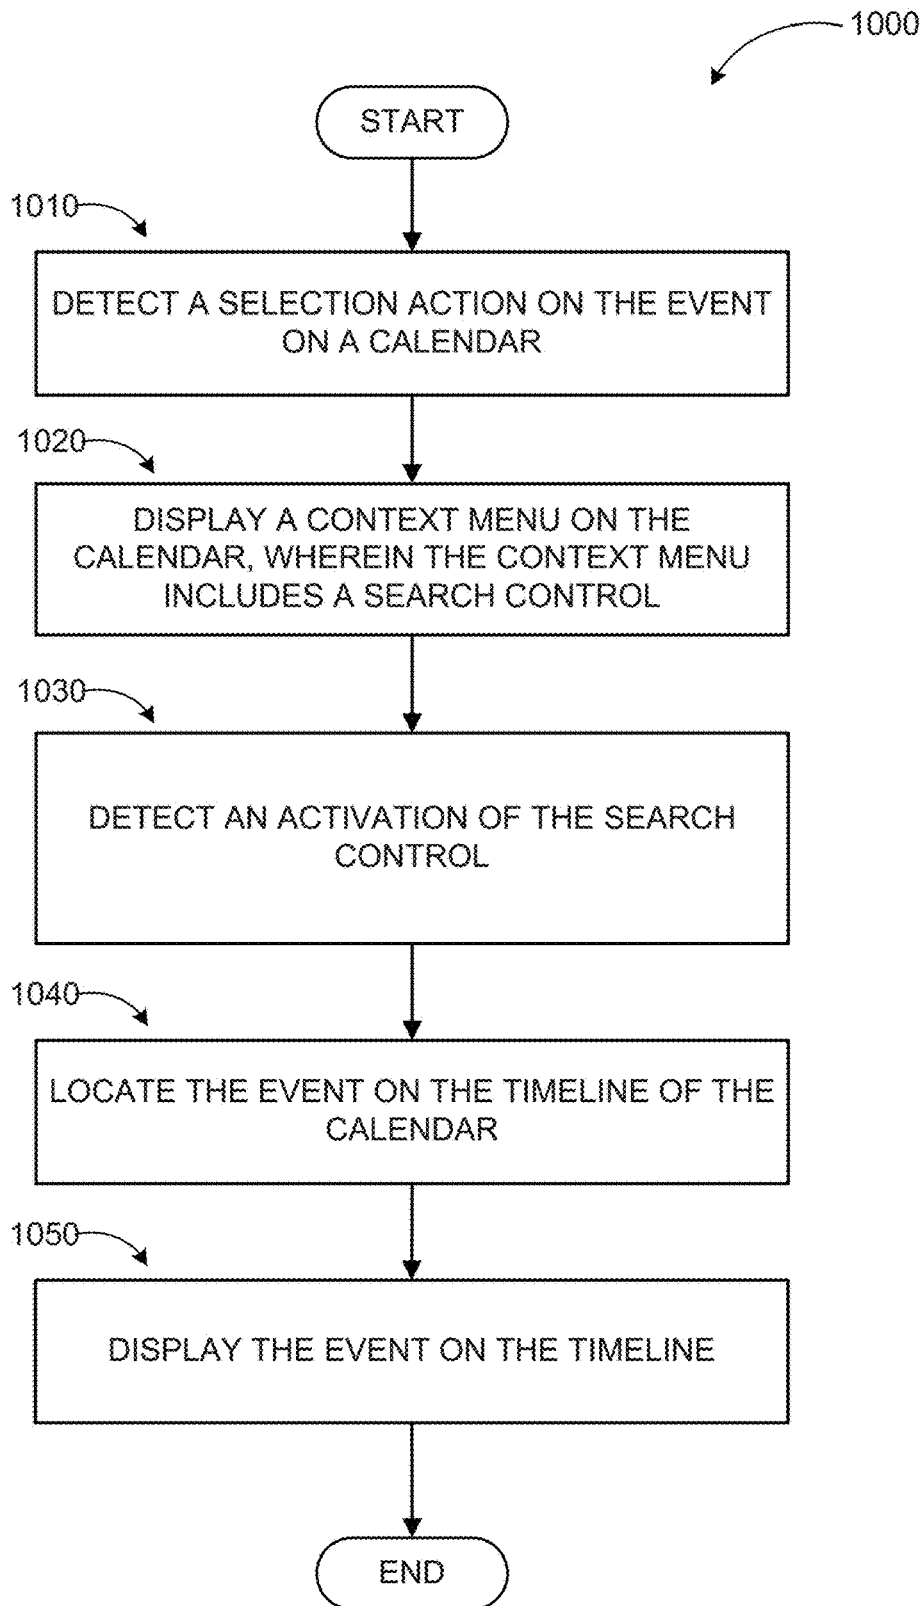 1000
START
1010
DETECT A SELECTION ACTION ON THE EVENT
ON A CALENDAR
1020
DISPLAY A CONTEXT MENU ON THE
CALENDAR, WHEREIN THE CONTEXT MENU
INCLUDES A SEARCH CONTROL
1030
DETECT AN ACTIVATION OF THE SEARCH
CONTROL
1040
LOCATE THE EVENT ON THE TIMELINE OF THE
CALENDAR
1050
DISPLAY THE EVENT ON THE TIMELINE
END